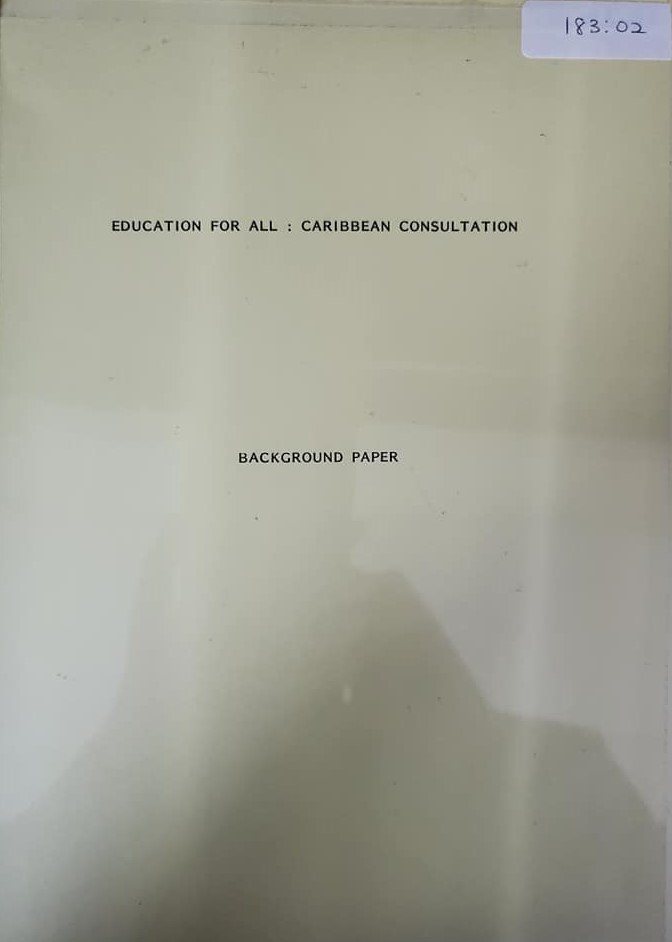 183:02
EDUCATION FOR ALL : CARIBBEAN CONSULTATION
BACKGROUND PAPER